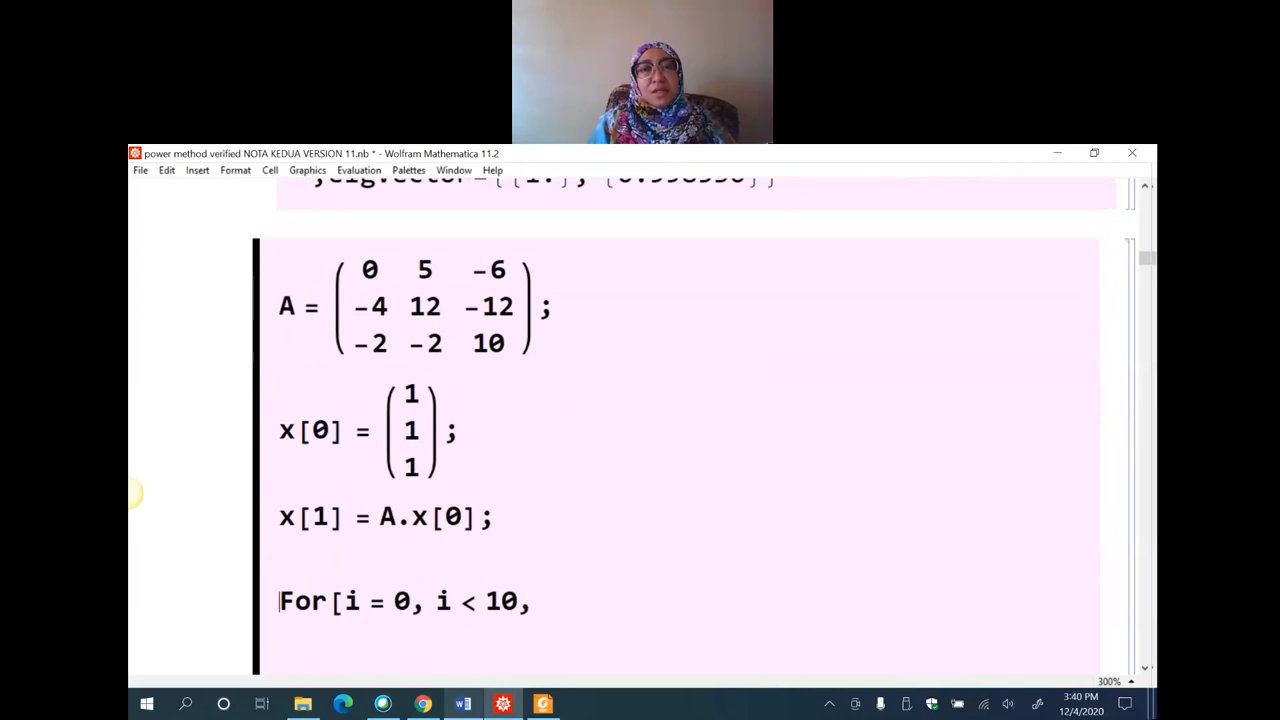 power method verified NOTA KEDUA VERSION 11.nb * - Wolfram Mathematica 11.2
File Edit Insert Format Cell Graphics Evaluation Palettes Window Help
0 5 -6
A = -4 12 -12 ;
-2 -2 10
1
x[0] = 1 ;
1
x[1] = A.x[0];
For[i = 0, i < 10,
300%
3:40 PM
12/4/2020